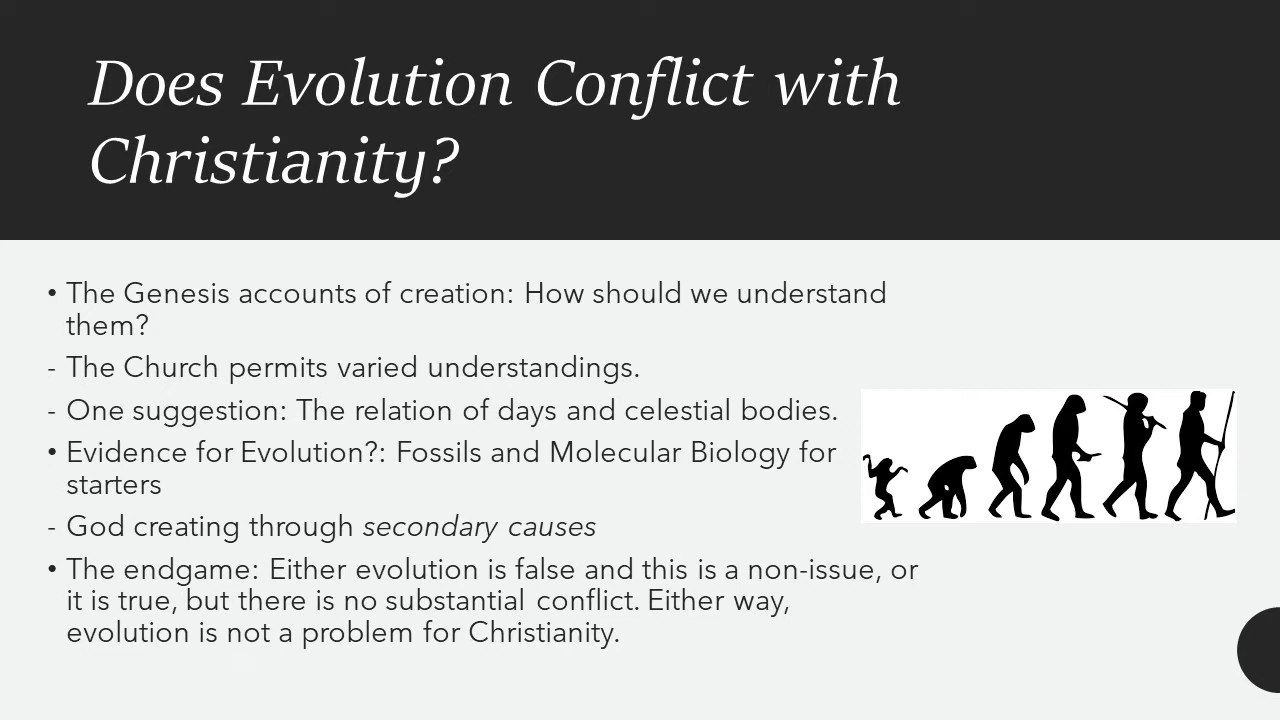 Does Evolution Conflict with
Christianity?
• The Genesis accounts of creation: How should we understand
them?
- The Church permits varied understandings.
- One suggestion: The relation of days and celestial bodies.
• Evidence for Evolution?: Fossils and Molecular Biology for
starters
- God creating through secondary causes
• The endgame: Either evolution is false and this is a non-issue, or
it is true, but there is no substantial conflict. Either way,
evolution is not a problem for Christianity.